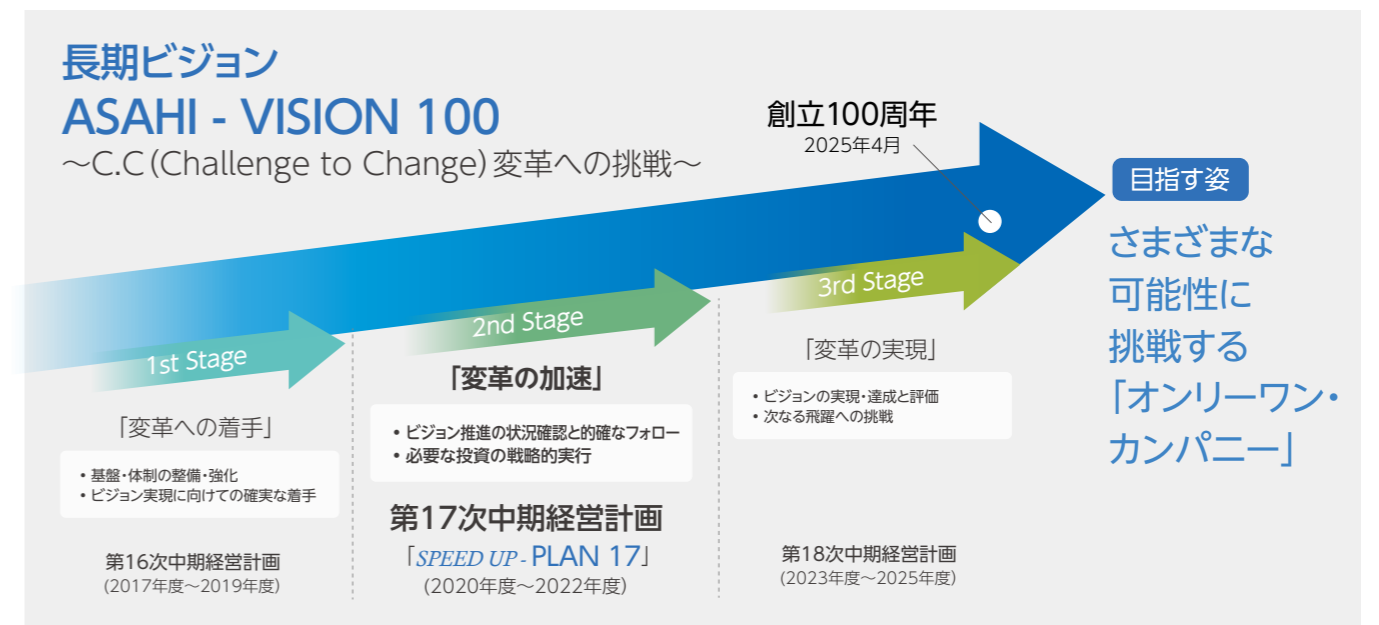 長期ビジョン
ASAHI - VISION 100
～C.C(Challenge to Change)変革への挑戦～
創立100周年
2025年4月
1st Stage
「変革への着手」
• 基盤・体制の整備・強化
• ビジョン実現に向けての確実な着手
第16次中期経営計画
(2017年度～2019年度)
2nd Stage
「変革の加速」
• ビジョン推進の状況確認と的確なフォロー
• 必要な投資の戦略的実行
第17次中期経営計画
「SPEED UP - PLAN 17」
(2020年度～2022年度)
3rd Stage
「変革の実現」
• ビジョンの実現・達成と評価
• 次なる飛躍への挑戦
第18次中期経営計画
(2023年度～2025年度)
目指す姿
さまざまな
可能性に
挑戦する
「オンリーワン・
カンパニー」